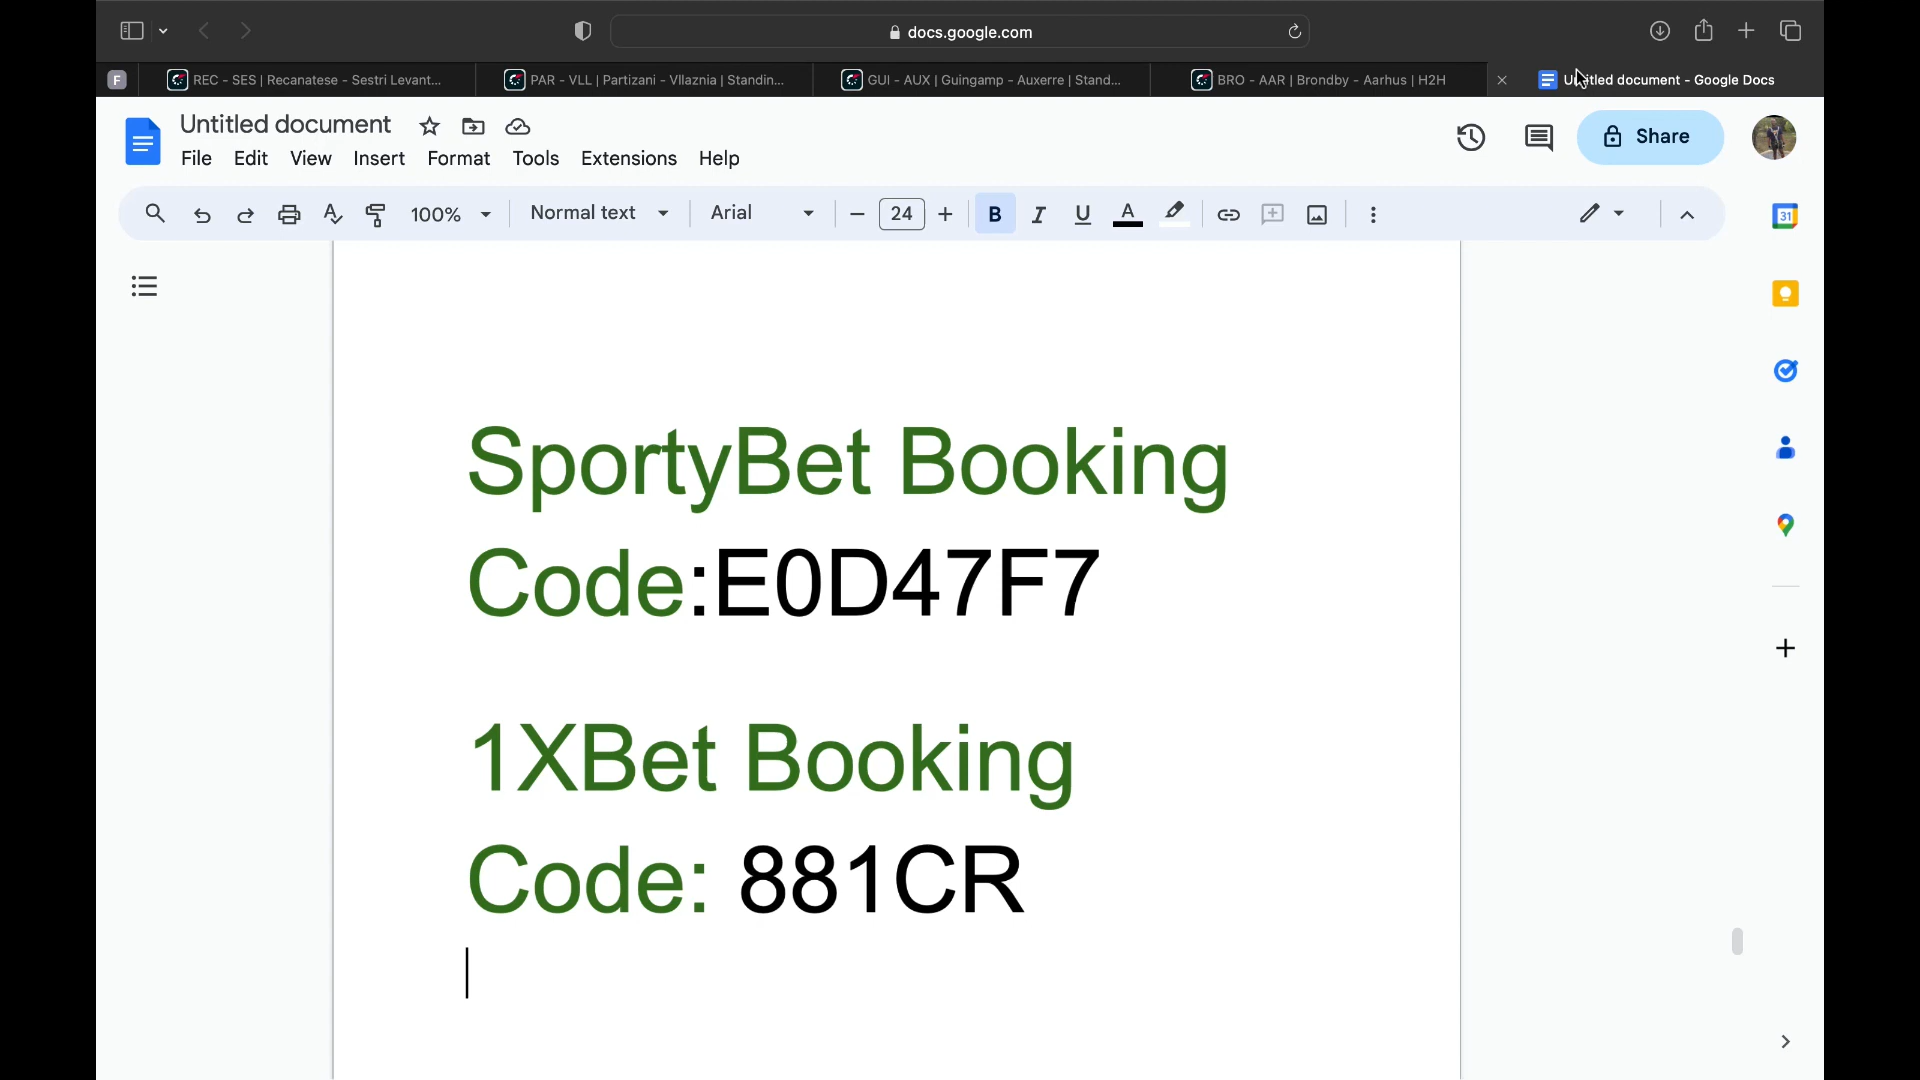 docs.google.com
F
REC - SES | Recanatese - Sestri Levant...
PAR - VLL | Partizani - Vllaznia | Standin...
GUI - AUX | Guingamp - Auxerre | Stand...
BRO - AAR | Brondby - Aarhus | H2H
Untitled document - Google Docs
Untitled document
File Edit View Insert Format Tools Extensions Help
Share
100% Normal text Arial 24 B I U A
31
SportyBet Booking
Code:E0D47F7
1XBet Booking
Code: 881CR